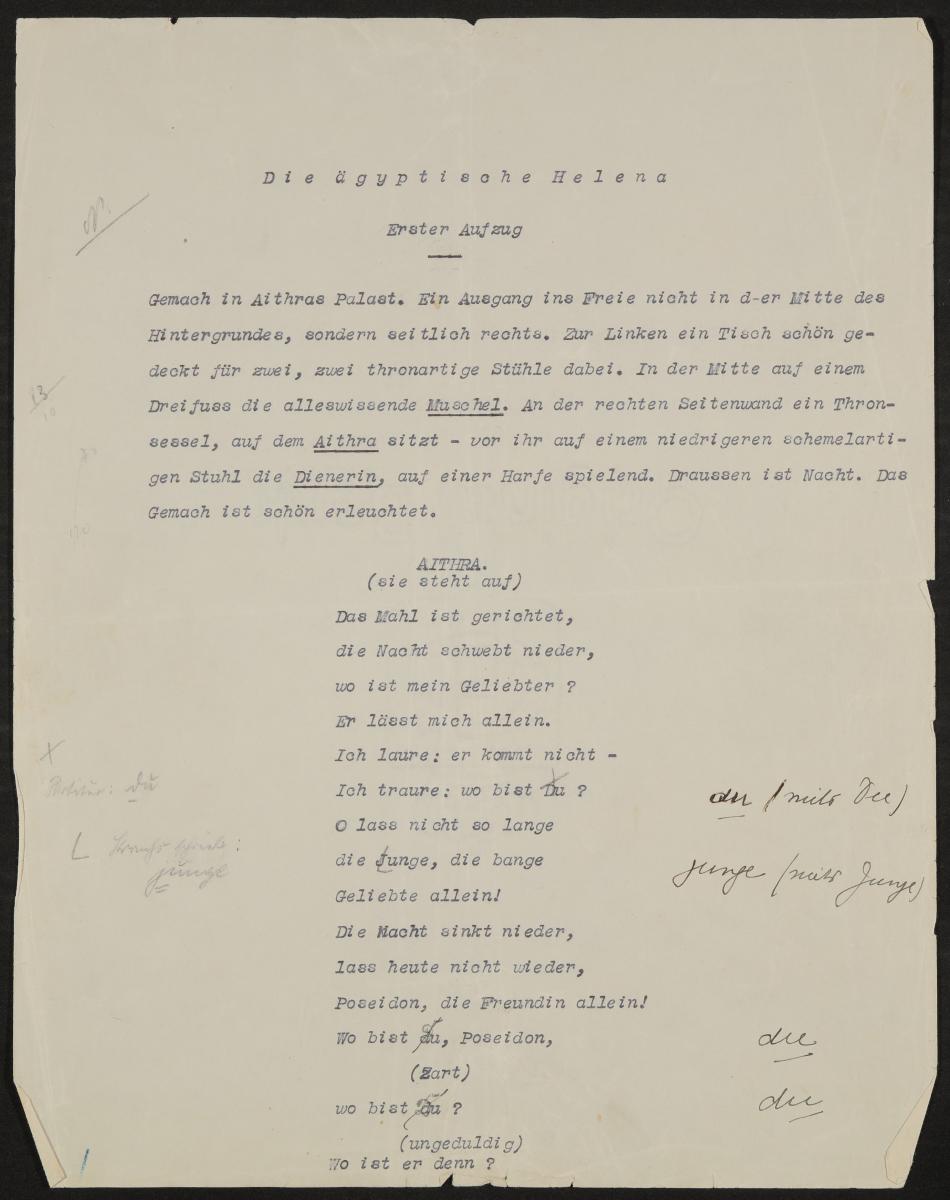 Die ägyptische Helena
Erster Aufzug
Gemach in Aithras Palast. Ein Ausgang ins Freie nicht in d-er Mitte des
Hintergrundes, sondern seitlich rechts. Zur Linken ein Tisch schön ge-
deckt für zwei, zwei thronartige Stühle dabei. In der Mitte auf einem
Dreifuss die alleswissende Muschel. An der rechten Seitenwand ein Thron-
sessel, auf dem Aithra sitzt - vor ihr auf einem niedrigeren schemelarti-
gen Stuhl die Dienerin, auf einer Harfe spielend. Draussen ist Nacht. Das
Gemach ist schön erleuchtet.
AITHRA.
(sie steht auf)
Das Mahl ist gerichtet,
die Nacht schwebt nieder,
wo ist mein Geliebter ?
Er lässt mich allein.
Ich laure: er kommt nicht -
: du
Ich traure: wo bist Du ? du (nicht Du)
O lass nicht so lange
die Junge, die bange junge (nicht Junge)
junge
Geliebte allein!
Die Nacht sinkt nieder,
lass heute nicht wieder,
Poseidon, die Freundin allein!
Wo bist du, Poseidon, du
(Zart)
wo bist du ? du
(ungeduldig)
Wo ist er denn ?